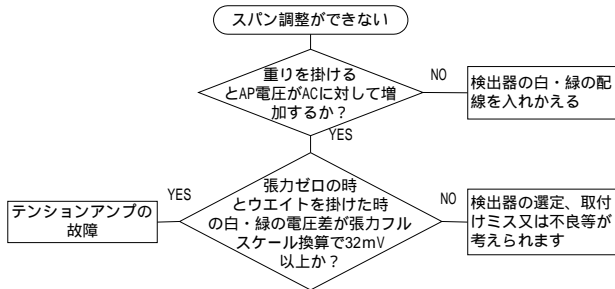 スパン調整ができない
重りを掛ける
とAP電圧がACに対して増
加するか？
NO
検出器の白・緑の配
線を入れかえる
YES
張力ゼロの時
とウエイトを掛けた時
の白・緑の電圧差が張力フル
スケール換算で32mV
以上か？
YES
テンションアンプの
故障
NO
検出器の選定、取付
けミス又は不良等が
考えられます